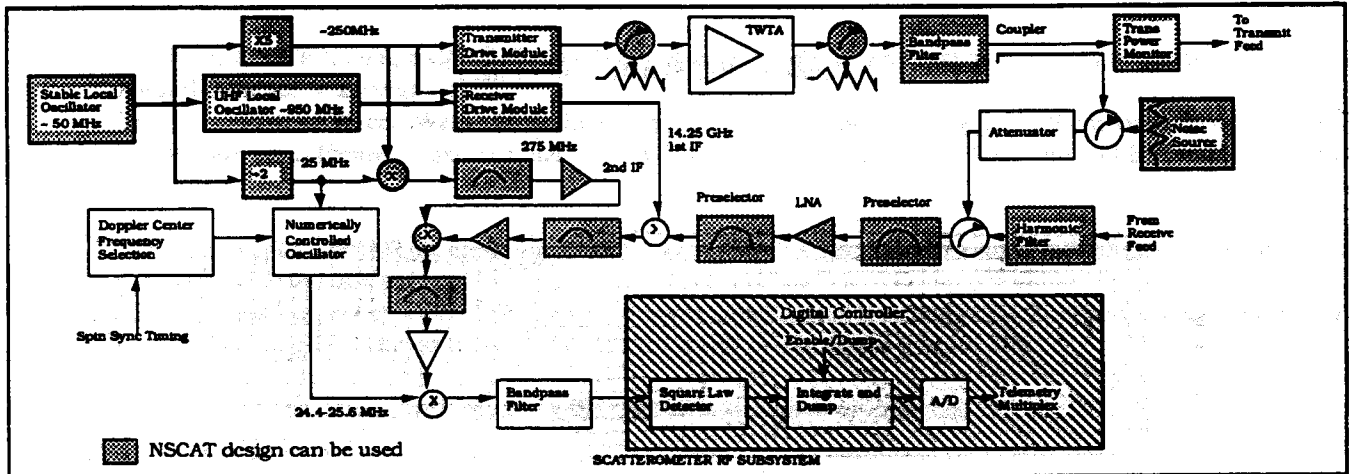 X5
~250MHz
Transmitter
Drive Module
TWTA
Bandpass
Filter
Coupler
Trans
Power
Monitor
To
Transmit
Feed
Stable Local
Oscillator
~ 50 MHz
UHF Local
Oscillator ~950 MHz
Receiver
Drive Module
14.25 GHz
1st IF
Attenuator
Noise
Source
÷2
25 MHz
275 MHz
2nd IF
Doppler Center
Frequency
Selection
Numerically
Controlled
Oscillator
X
Preselector
LNA
Preselector
Harmonic
Filter
From
Receive
Feed
Spin Sync Timing
Digital Controller
Enable/Dump
24.4-25.6 MHz
X
Bandpass
Filter
Square Law
Detector
Integrate and
Dump
A/D
Telemetry
Multiplex
NSCAT design can be used
SCATTEROMETER RF SUBSYSTEM